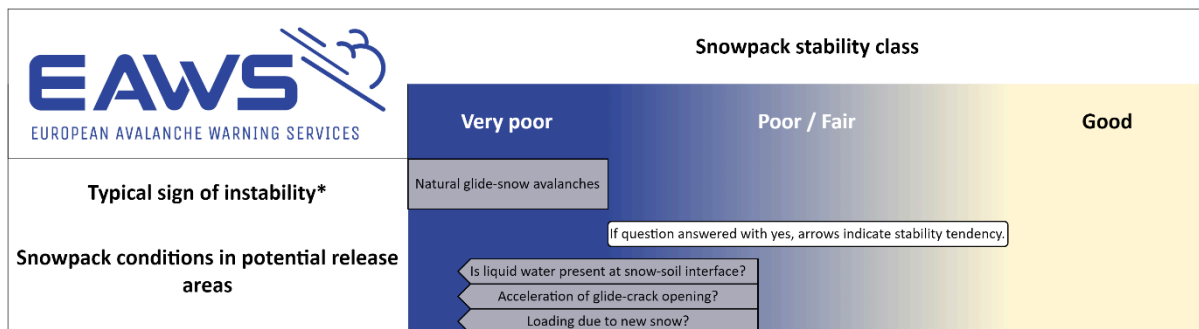 EAWS
EUROPEAN AVALANCHE WARNING SERVICES
Snowpack stability class
Very poor
Poor / Fair
Good
Typical sign of instability*
Natural glide-snow avalanches
If question answered with yes, arrows indicate stability tendency.
Snowpack conditions in potential release
areas
Is liquid water present at snow-soil interface?
Acceleration of glide-crack opening?
Loading due to new snow?